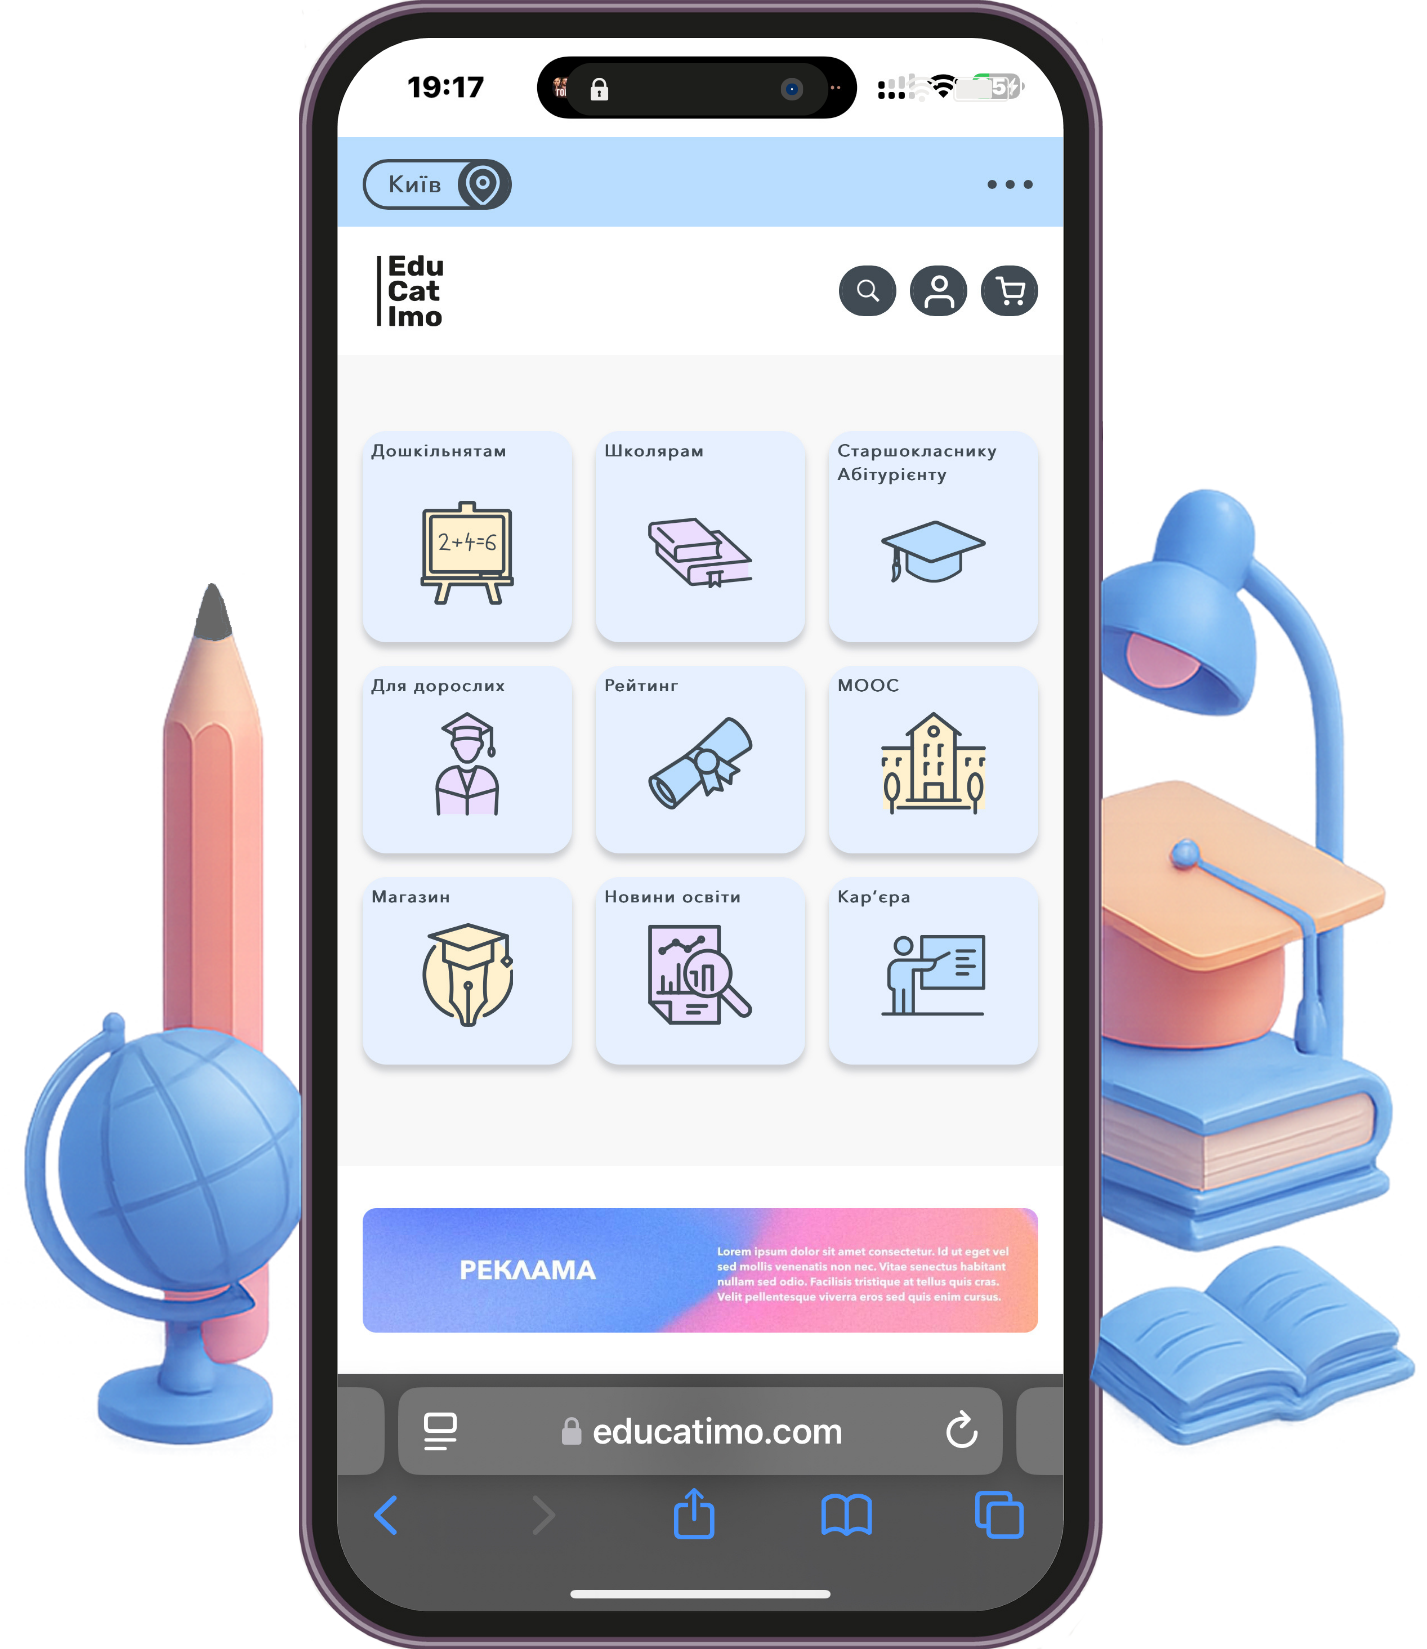 19:17
Київ
Edu
Cat
Imo
Дошкільнятам
Школярам
Старшокласнику
Абітурієнту
2+4=6
Для дорослих
Рейтинг
МООС
Магазин
Новини освіти
Кар’єра
РЕКЛАМА
Lorem ipsum dolor sit amet consectetur. Id ut eget vel
sed mollis venenatis non nec. Vitae senectus habitant
nullam sed odio. Facilisis tristique at tellus quis cras.
Velit pellentesque viverra eros sed quis enim cursus.
educatimo.com